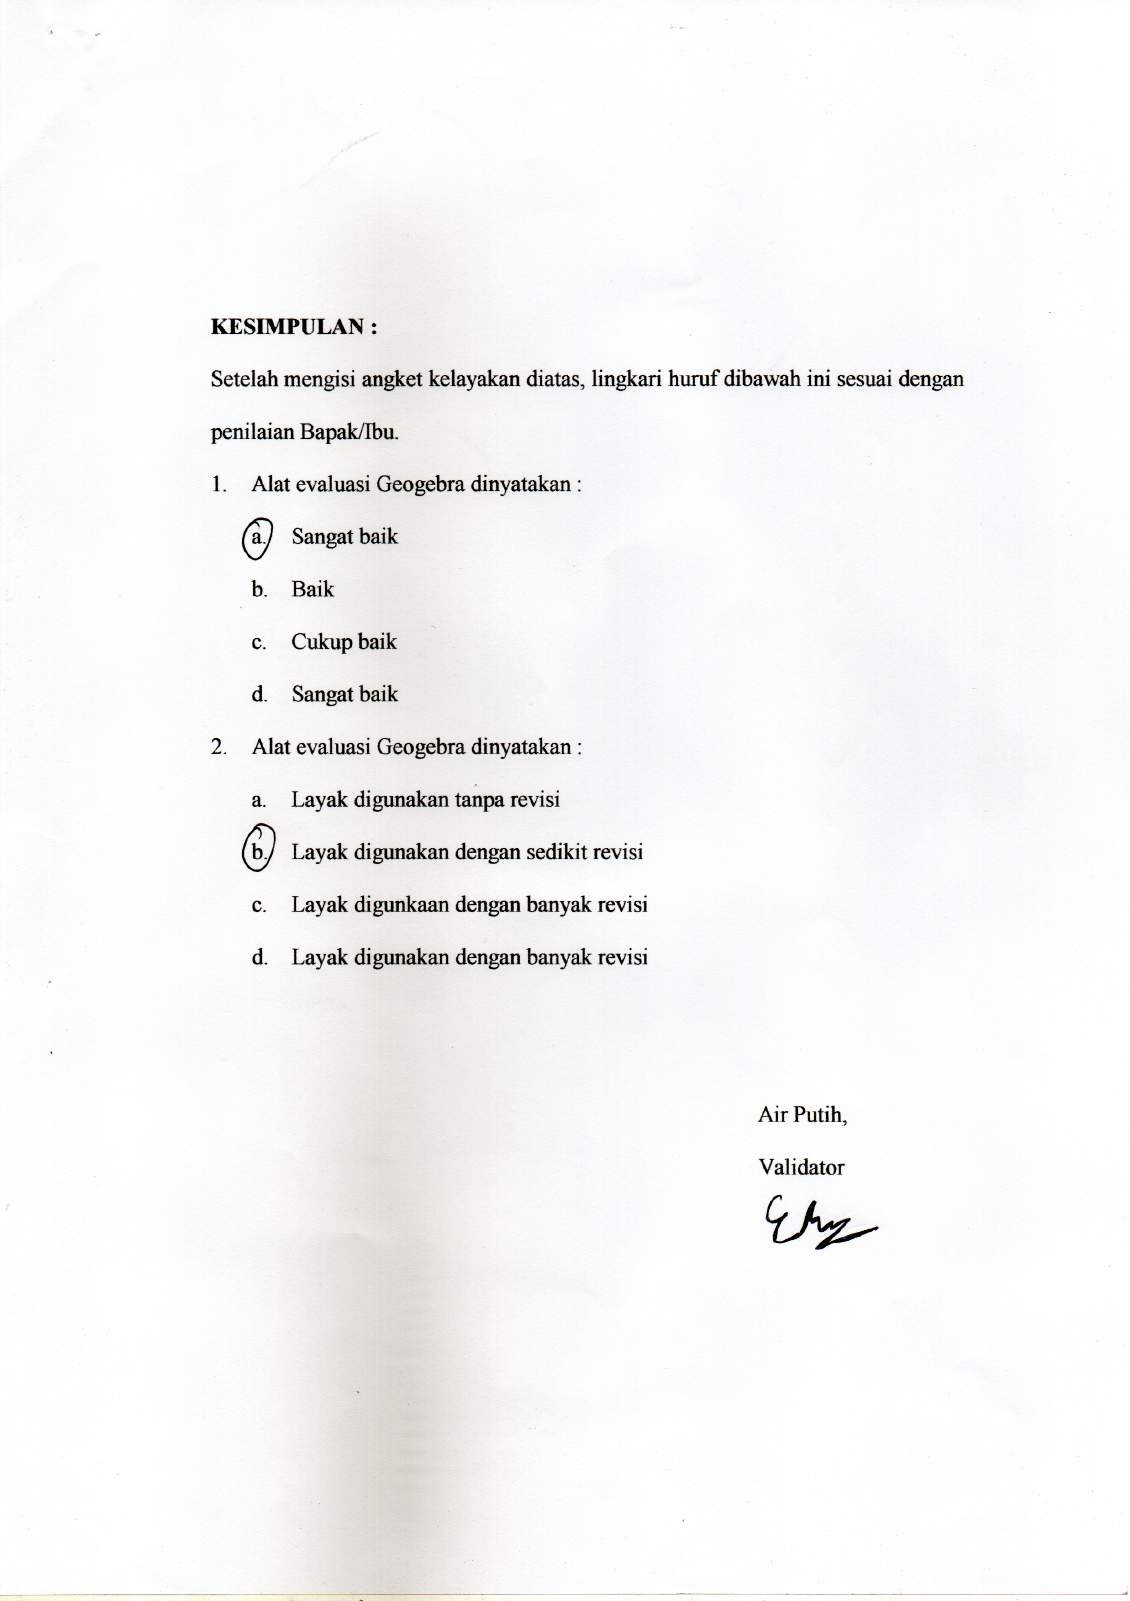 KESIMPULAN :
Setelah mengisi angket kelayakan diatas, lingkari huruf dibawah ini sesuai dengan
penilaian Bapak/Ibu.
1. Alat evaluasi Geogebra dinyatakan :
a. Sangat baik
b. Baik
c. Cukup baik
d. Sangat baik
2. Alat evaluasi Geogebra dinyatakan :
a. Layak digunakan tanpa revisi
b. Layak digunakan dengan sedikit revisi
c. Layak digunkaan dengan banyak revisi
d. Layak digunakan dengan banyak revisi
Air Putih,
Validator